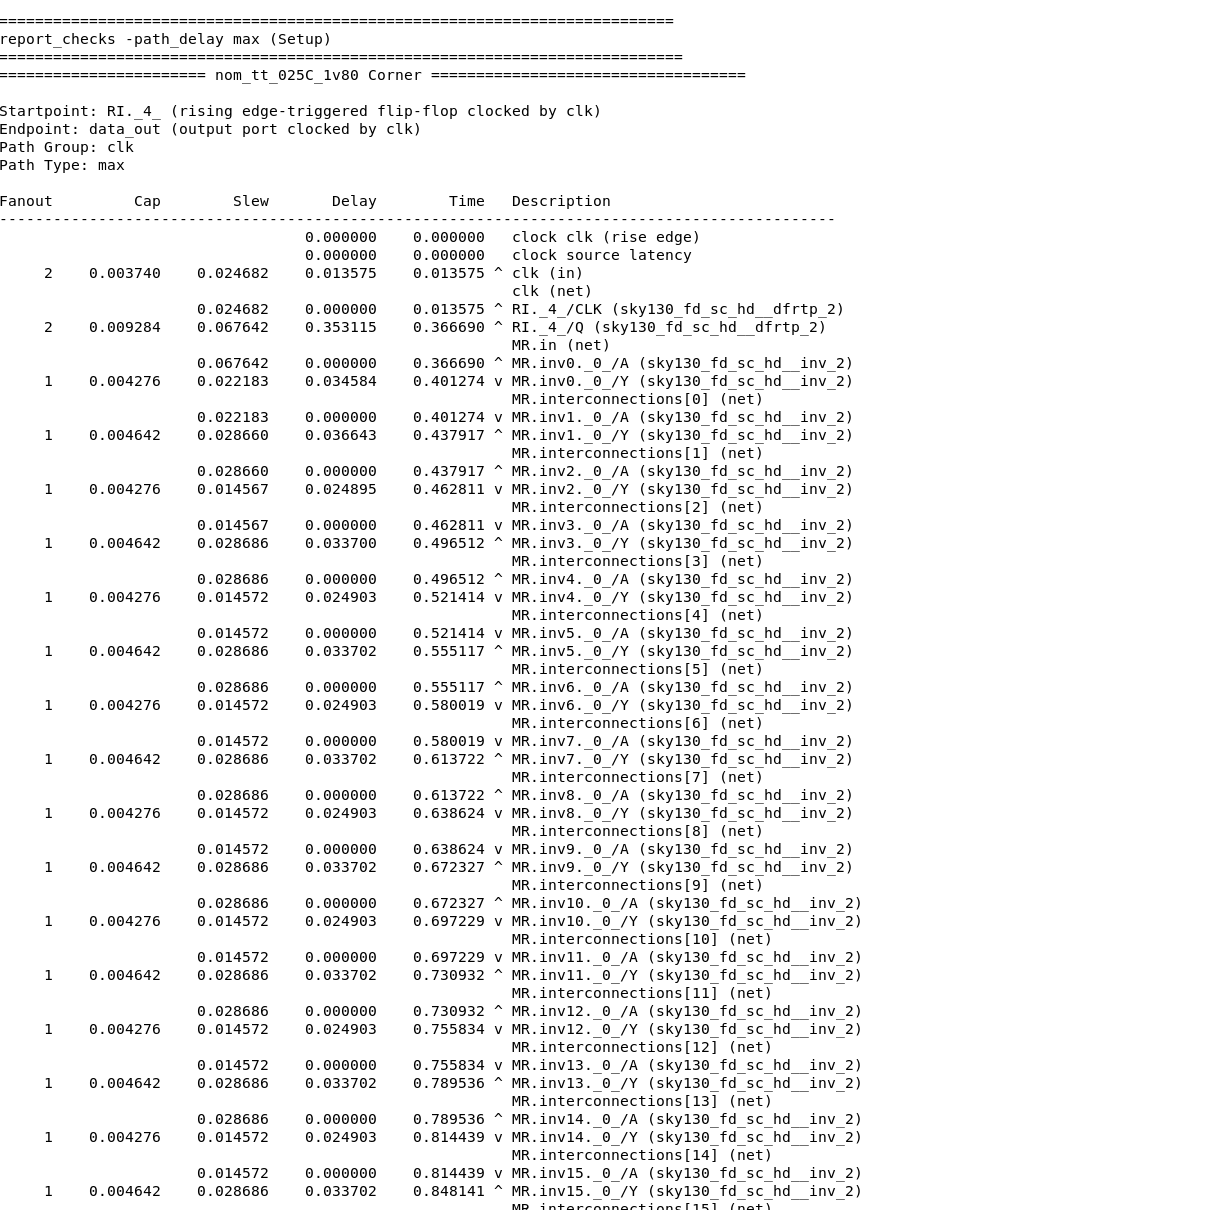 ===========================================================================
report_checks -path_delay max (Setup)
============================================================================
======================= nom_tt_025C_1v80 Corner ===================================

Startpoint: RI._4_ (rising edge-triggered flip-flop clocked by clk)
Endpoint: data_out (output port clocked by clk)
Path Group: clk
Path Type: max

Fanout         Cap        Slew       Delay        Time   Description
---------------------------------------------------------------------------------------------
                                  0.000000    0.000000   clock clk (rise edge)
                                  0.000000    0.000000   clock source latency
     2    0.003740    0.024682    0.013575    0.013575 ^ clk (in)
                                                         clk (net)
                      0.024682    0.000000    0.013575 ^ RI._4_/CLK (sky130_fd_sc_hd__dfrtp_2)
     2    0.009284    0.067642    0.353115    0.366690 ^ RI._4_/Q (sky130_fd_sc_hd__dfrtp_2)
                                                         MR.in (net)
                      0.067642    0.000000    0.366690 ^ MR.inv0._0_/A (sky130_fd_sc_hd__inv_2)
     1    0.004276    0.022183    0.034584    0.401274 v MR.inv0._0_/Y (sky130_fd_sc_hd__inv_2)
                                                         MR.interconnections[0] (net)
                      0.022183    0.000000    0.401274 v MR.inv1._0_/A (sky130_fd_sc_hd__inv_2)
     1    0.004642    0.028660    0.036643    0.437917 ^ MR.inv1._0_/Y (sky130_fd_sc_hd__inv_2)
                                                         MR.interconnections[1] (net)
                      0.028660    0.000000    0.437917 ^ MR.inv2._0_/A (sky130_fd_sc_hd__inv_2)
     1    0.004276    0.014567    0.024895    0.462811 v MR.inv2._0_/Y (sky130_fd_sc_hd__inv_2)
                                                         MR.interconnections[2] (net)
                      0.014567    0.000000    0.462811 v MR.inv3._0_/A (sky130_fd_sc_hd__inv_2)
     1    0.004642    0.028686    0.033700    0.496512 ^ MR.inv3._0_/Y (sky130_fd_sc_hd__inv_2)
                                                         MR.interconnections[3] (net)
                      0.028686    0.000000    0.496512 ^ MR.inv4._0_/A (sky130_fd_sc_hd__inv_2)
     1    0.004276    0.014572    0.024903    0.521414 v MR.inv4._0_/Y (sky130_fd_sc_hd__inv_2)
                                                         MR.interconnections[4] (net)
                      0.014572    0.000000    0.521414 v MR.inv5._0_/A (sky130_fd_sc_hd__inv_2)
     1    0.004642    0.028686    0.033702    0.555117 ^ MR.inv5._0_/Y (sky130_fd_sc_hd__inv_2)
                                                         MR.interconnections[5] (net)
                      0.028686    0.000000    0.555117 ^ MR.inv6._0_/A (sky130_fd_sc_hd__inv_2)
     1    0.004276    0.014572    0.024903    0.580019 v MR.inv6._0_/Y (sky130_fd_sc_hd__inv_2)
                                                         MR.interconnections[6] (net)
                      0.014572    0.000000    0.580019 v MR.inv7._0_/A (sky130_fd_sc_hd__inv_2)
     1    0.004642    0.028686    0.033702    0.613722 ^ MR.inv7._0_/Y (sky130_fd_sc_hd__inv_2)
                                                         MR.interconnections[7] (net)
                      0.028686    0.000000    0.613722 ^ MR.inv8._0_/A (sky130_fd_sc_hd__inv_2)
     1    0.004276    0.014572    0.024903    0.638624 v MR.inv8._0_/Y (sky130_fd_sc_hd__inv_2)
                                                         MR.interconnections[8] (net)
                      0.014572    0.000000    0.638624 v MR.inv9._0_/A (sky130_fd_sc_hd__inv_2)
     1    0.004642    0.028686    0.033702    0.672327 ^ MR.inv9._0_/Y (sky130_fd_sc_hd__inv_2)
                                                         MR.interconnections[9] (net)
                      0.028686    0.000000    0.672327 ^ MR.inv10._0_/A (sky130_fd_sc_hd__inv_2)
     1    0.004276    0.014572    0.024903    0.697229 v MR.inv10._0_/Y (sky130_fd_sc_hd__inv_2)
                                                         MR.interconnections[10] (net)
                      0.014572    0.000000    0.697229 v MR.inv11._0_/A (sky130_fd_sc_hd__inv_2)
     1    0.004642    0.028686    0.033702    0.730932 ^ MR.inv11._0_/Y (sky130_fd_sc_hd__inv_2)
                                                         MR.interconnections[11] (net)
                      0.028686    0.000000    0.730932 ^ MR.inv12._0_/A (sky130_fd_sc_hd__inv_2)
     1    0.004276    0.014572    0.024903    0.755834 v MR.inv12._0_/Y (sky130_fd_sc_hd__inv_2)
                                                         MR.interconnections[12] (net)
                      0.014572    0.000000    0.755834 v MR.inv13._0_/A (sky130_fd_sc_hd__inv_2)
     1    0.004642    0.028686    0.033702    0.789536 ^ MR.inv13._0_/Y (sky130_fd_sc_hd__inv_2)
                                                         MR.interconnections[13] (net)
                      0.028686    0.000000    0.789536 ^ MR.inv14._0_/A (sky130_fd_sc_hd__inv_2)
     1    0.004276    0.014572    0.024903    0.814439 v MR.inv14._0_/Y (sky130_fd_sc_hd__inv_2)
                                                         MR.interconnections[14] (net)
                      0.014572    0.000000    0.814439 v MR.inv15._0_/A (sky130_fd_sc_hd__inv_2)
     1    0.004642    0.028686    0.033702    0.848141 ^ MR.inv15._0_/Y (sky130_fd_sc_hd__inv_2)
                                                         MR.interconnections[15] (net)